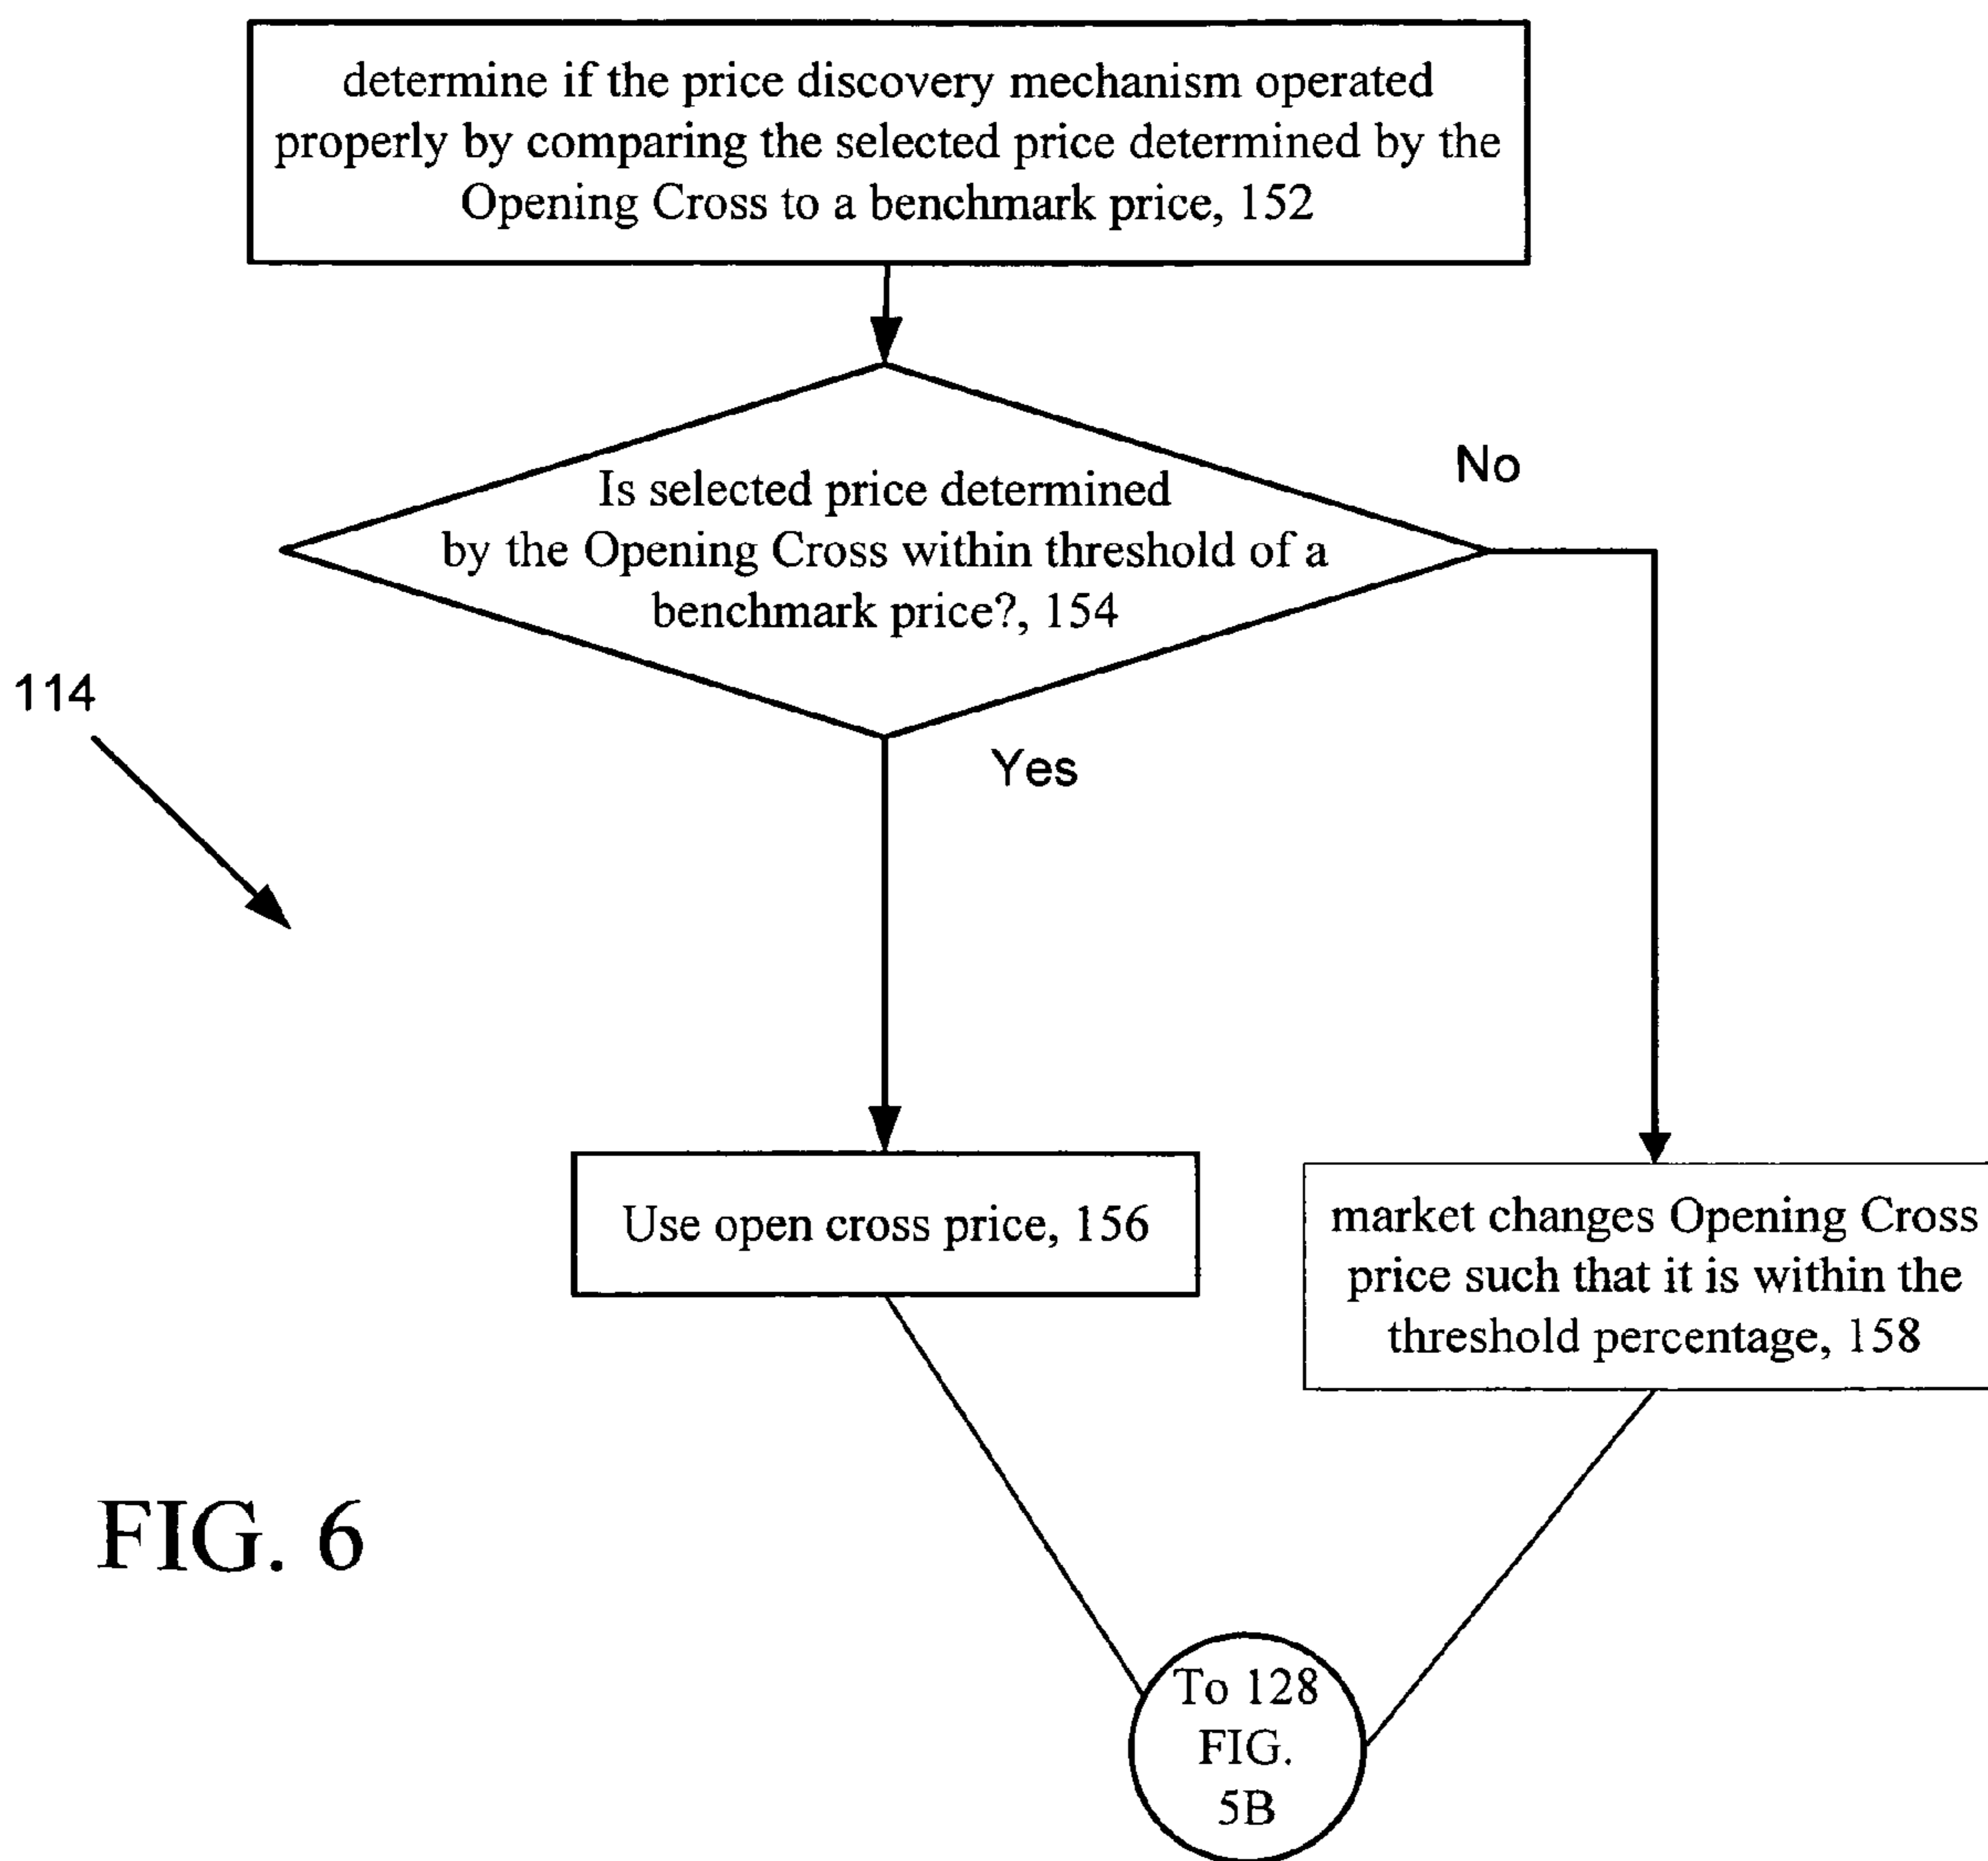 determine if the price discovery mechanism operated
properly by comparing the selected price determined by the
Opening Cross to a benchmark price, 152
No
Is selected price determined
by the Opening Cross within threshold of a
benchmark price?, 154
114
Yes
Use open cross price, 156
market changes Opening Cross
price such that it is within the
threshold percentage, 158
FIG. 6
To 128
FIG.
5B